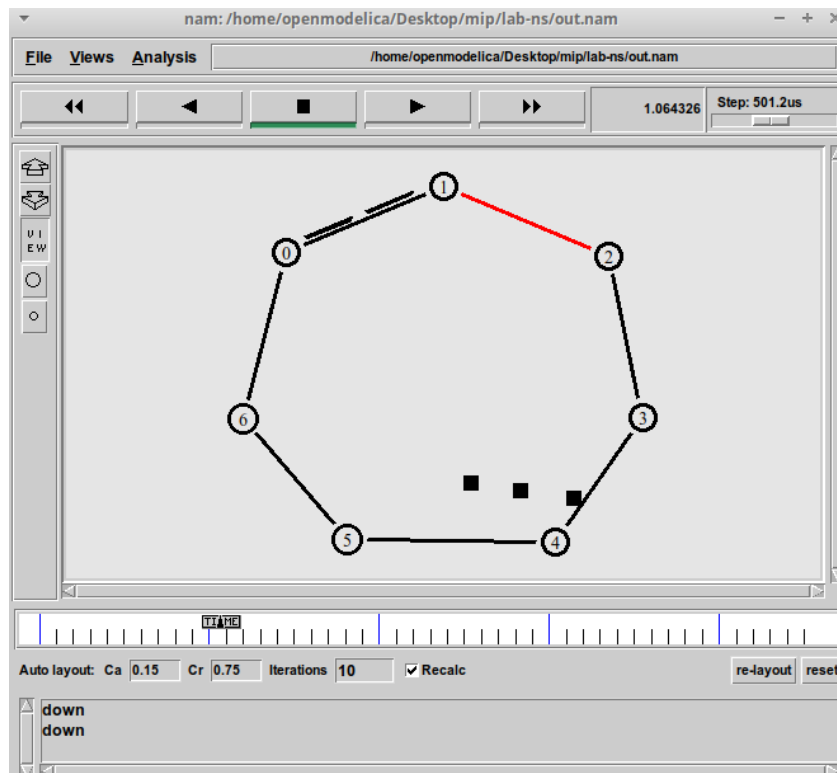 nam: /home/openmodelica/Desktop/mip/lab-ns/out.nam
File Views Analysis /home/openmodelica/Desktop/mip/lab-ns/out.nam
1.064326 Step: 501.2us
VIEW
1
0
2
6
3
5
4
TIME
Auto layout: Ca 0.15 Cr 0.75 Iterations 10 Recalc re-layout reset
down
down